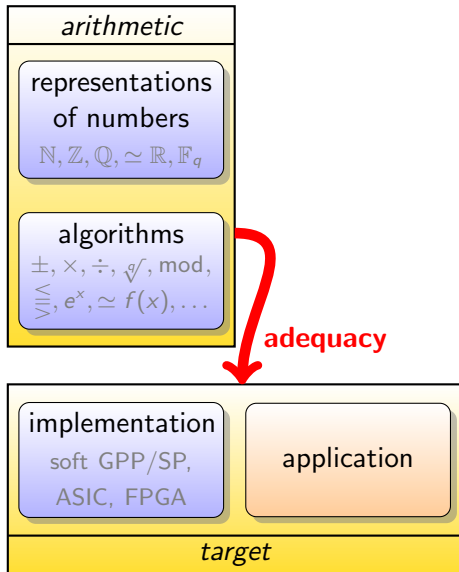 arithmetic
representations
of numbers
ℕ, ℤ, ℚ, ≃ ℝ, 𝔽_q
algorithms
±, ×, ÷, ∜, mod,
≤, e^x, ≃ f(x), …
adequacy
implementation
soft GPP/SP,
ASIC, FPGA
application
target